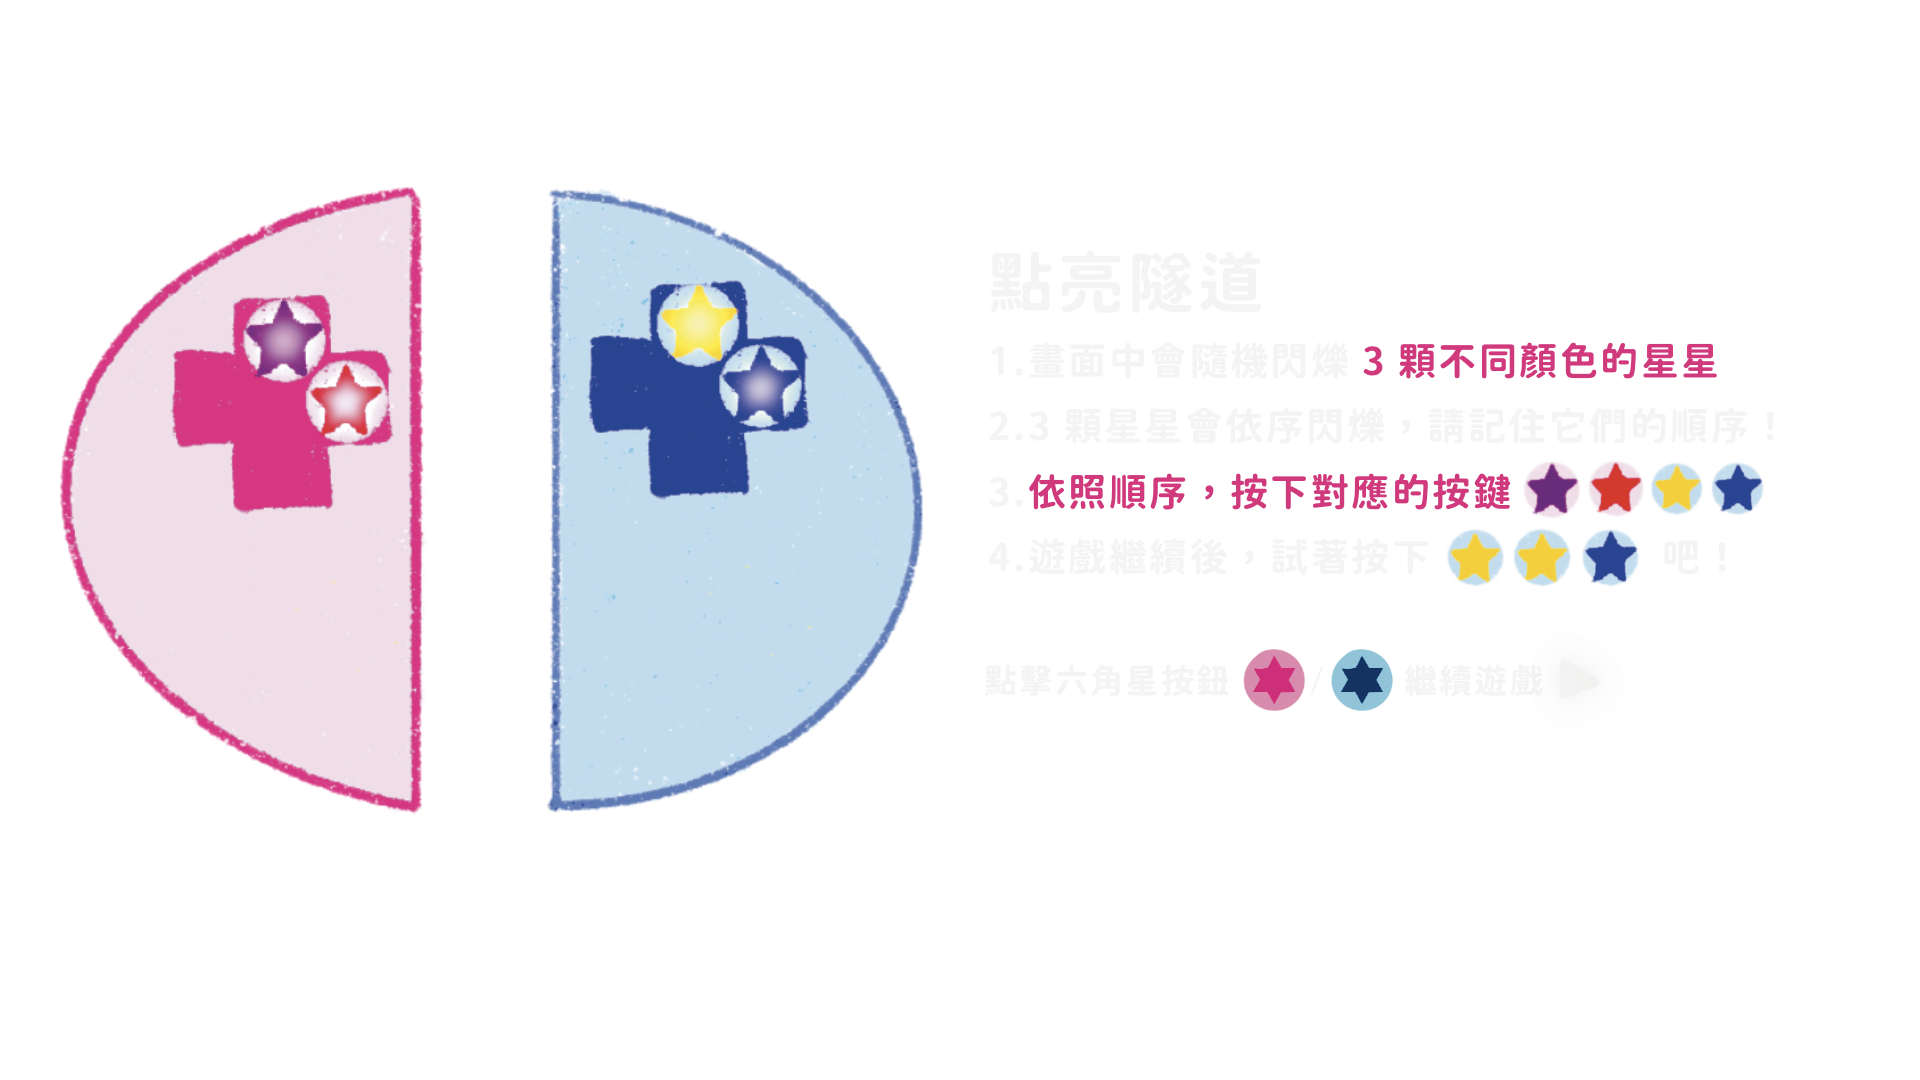 點亮隧道
1.畫面中會隨機閃爍 3 顆不同顏色的星星
2.3 顆星星會依序閃爍，請記住它們的順序！
3.依照順序，按下對應的按鍵
4.遊戲繼續後，試著按下 吧！
點擊六角星按鈕 / 繼續遊戲